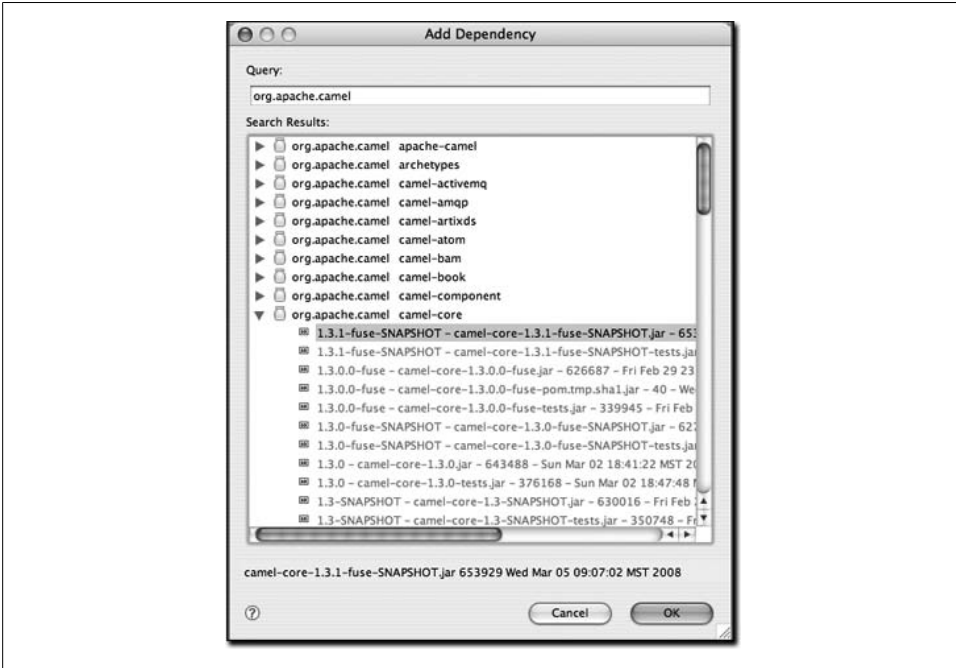 Add Dependency
Query:
org.apache.camel
Search Results:
org.apache.camel apache-camel
org.apache.camel archetypes
org.apache.camel camel-activemq
org.apache.camel camel-amqp
org.apache.camel camel-artixds
org.apache.camel camel-atom
org.apache.camel camel-bam
org.apache.camel camel-book
org.apache.camel camel-component
org.apache.camel camel-core
1.3.1-fuse-SNAPSHOT - camel-core-1.3.1-fuse-SNAPSHOT.jar - 653
1.3.1-fuse-SNAPSHOT - camel-core-1.3.1-fuse-SNAPSHOT-tests.ja
1.3.0.0-fuse - camel-core-1.3.0.0-fuse.jar - 626687 - Fri Feb 29 23
1.3.0.0-fuse - camel-core-1.3.0.0-fuse-pom.tmp.sha1.jar - 40 - We
1.3.0.0-fuse - camel-core-1.3.0.0-fuse-tests.jar - 339945 - Fri Feb
1.3.0-fuse-SNAPSHOT - camel-core-1.3.0-fuse-SNAPSHOT.jar - 62
1.3.0-fuse-SNAPSHOT - camel-core-1.3.0-fuse-SNAPSHOT-tests.ja
1.3.0 - camel-core-1.3.0.jar - 643488 - Sun Mar 02 18:41:22 MST 20
1.3.0 - camel-core-1.3.0-tests.jar - 376168 - Sun Mar 02 18:47:48
1.3-SNAPSHOT - camel-core-1.3-SNAPSHOT.jar - 630016 - Fri Feb
1.3-SNAPSHOT - camel-core-1.3-SNAPSHOT-tests.jar - 350748 - Fr
camel-core-1.3.1-fuse-SNAPSHOT.jar 653929 Wed Mar 05 09:07:02 MST 2008
?
Cancel
OK